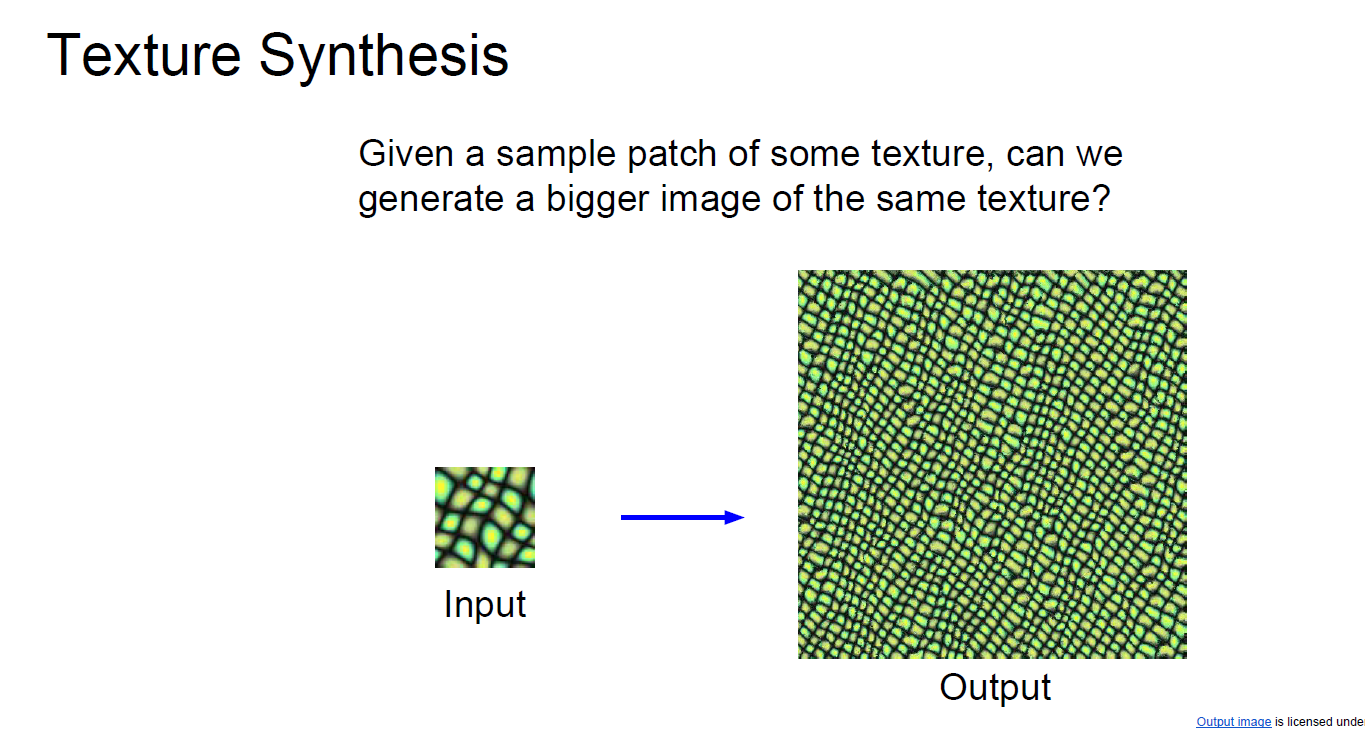 Texture Synthesis
Given a sample patch of some texture, can we
generate a bigger image of the same texture?
Input
Output
Output image is licensed under